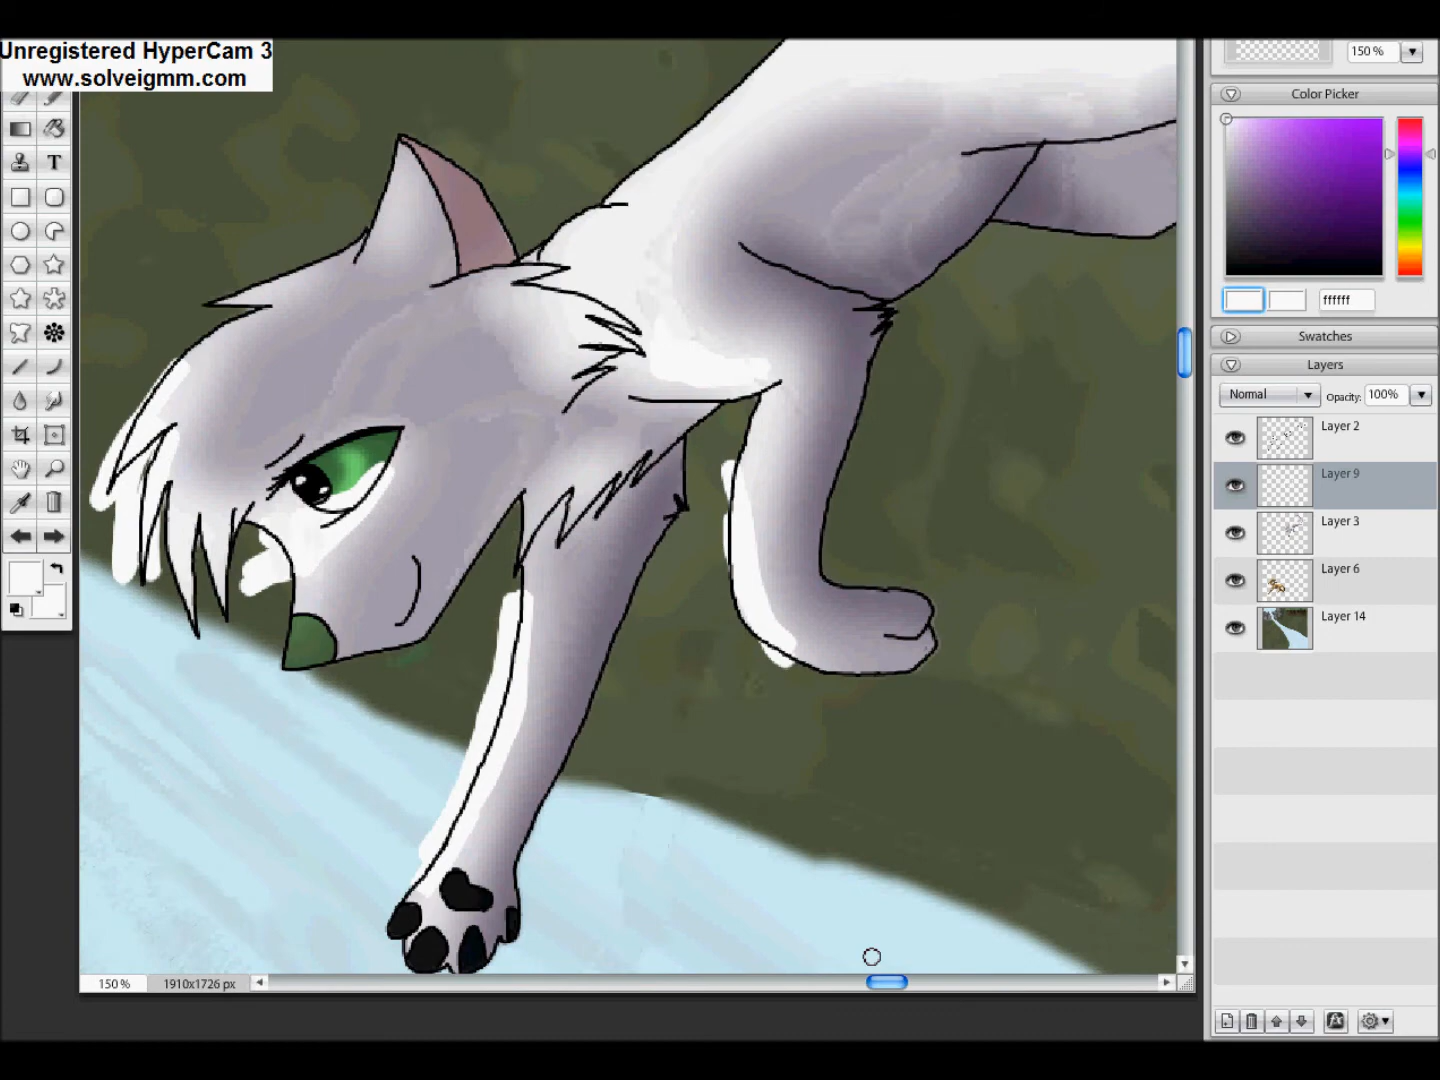 Unregistered HyperCam 3
www.solveigmm.com
150 %
Color Picker
T
ffffff
Swatches
Layers
Normal
Opacity: 100%
Layer 2
Layer 9
Layer 3
Layer 6
Layer 14
150 %
1910x1726 px